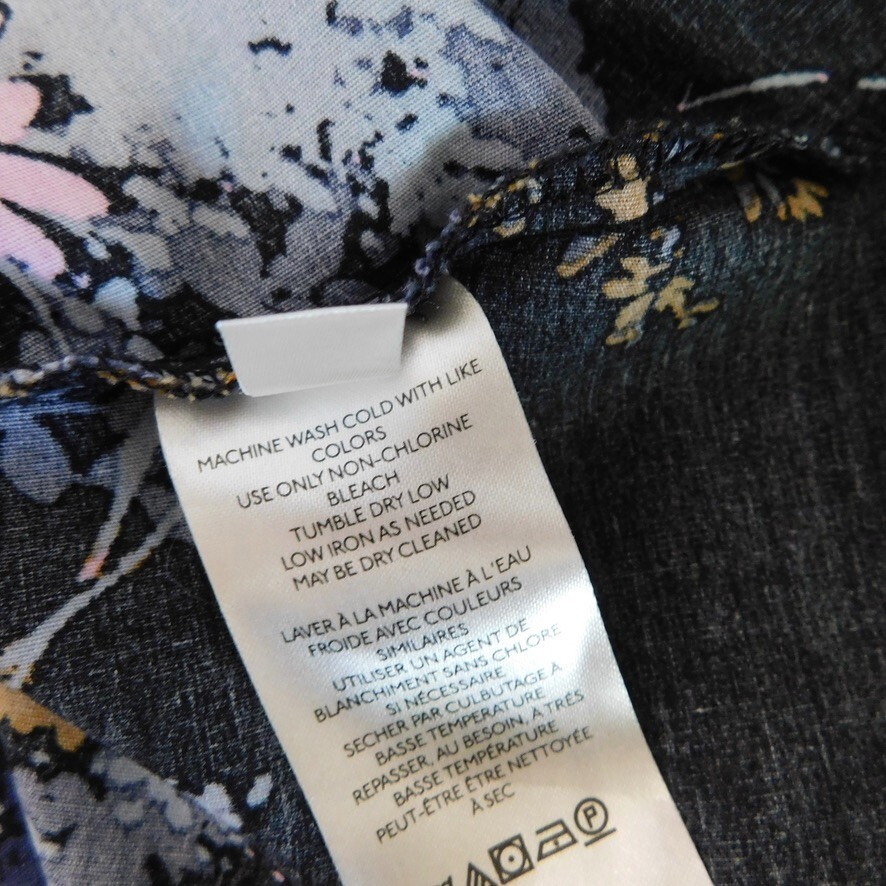 MACHINE WASH COLD WITH LIKE
COLORS
USE ONLY NON-CHLORINE
BLEACH
TUMBLE DRY LOW
LOW IRON AS NEEDED
MAY BE DRY CLEANED
LAVER À LA MACHINE À L'EAU
FROIDE AVEC COULEURS
SIMILAIRES
UTILISER UN AGENT DE
BLANCHIMENT SANS CHLORE
SI NÉCESSAIRE
SECHER PAR CULBUTAGE À
BASSE TEMPERATURE
REPASSER, AU BESOIN, À TRÈS
BASSE TEMPÉRATURE
PEUT-ÊTRE ÊTRE NETTOYÉE
À SEC
P